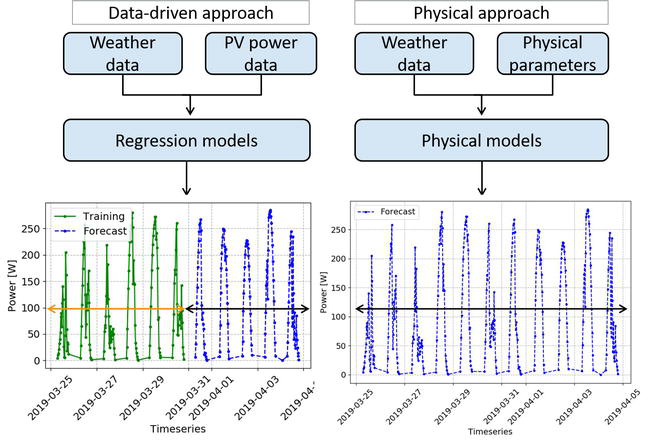 Data-driven approach
Physical approach
Weather
data
PV power
data
Weather
data
Physical
parameters
Regression models
Physical models
Training
Forecast
Power [W]
250
200
150
100
50
0
2019-03-25
2019-03-27
2019-03-29
2019-03-31
2019-04-01
2019-04-03
2019-04-
Timeseries
Forecast
Power [W]
250
200
150
100
50
0
2019-03-25
2019-03-27
2019-03-29
2019-03-31
2019-04-01
2019-04-03
2019-04-05
Timeseries